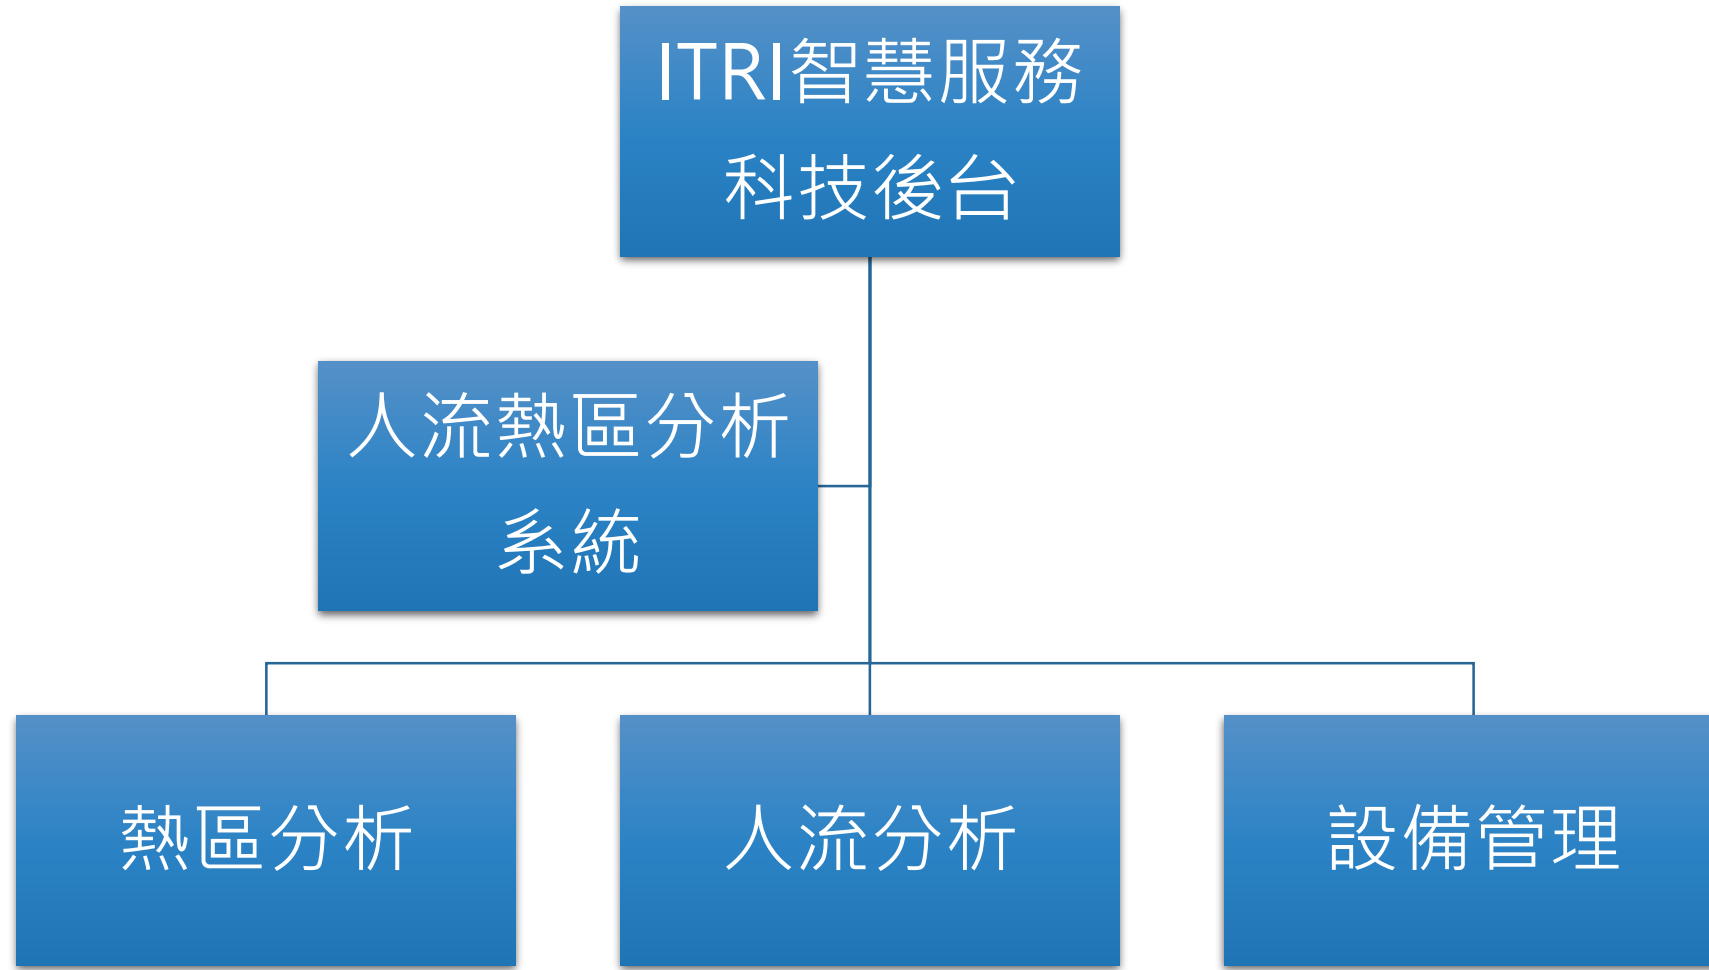 ITRI智慧服務
科技後台
人流熱區分析
系統
熱區分析
人流分析
設備管理